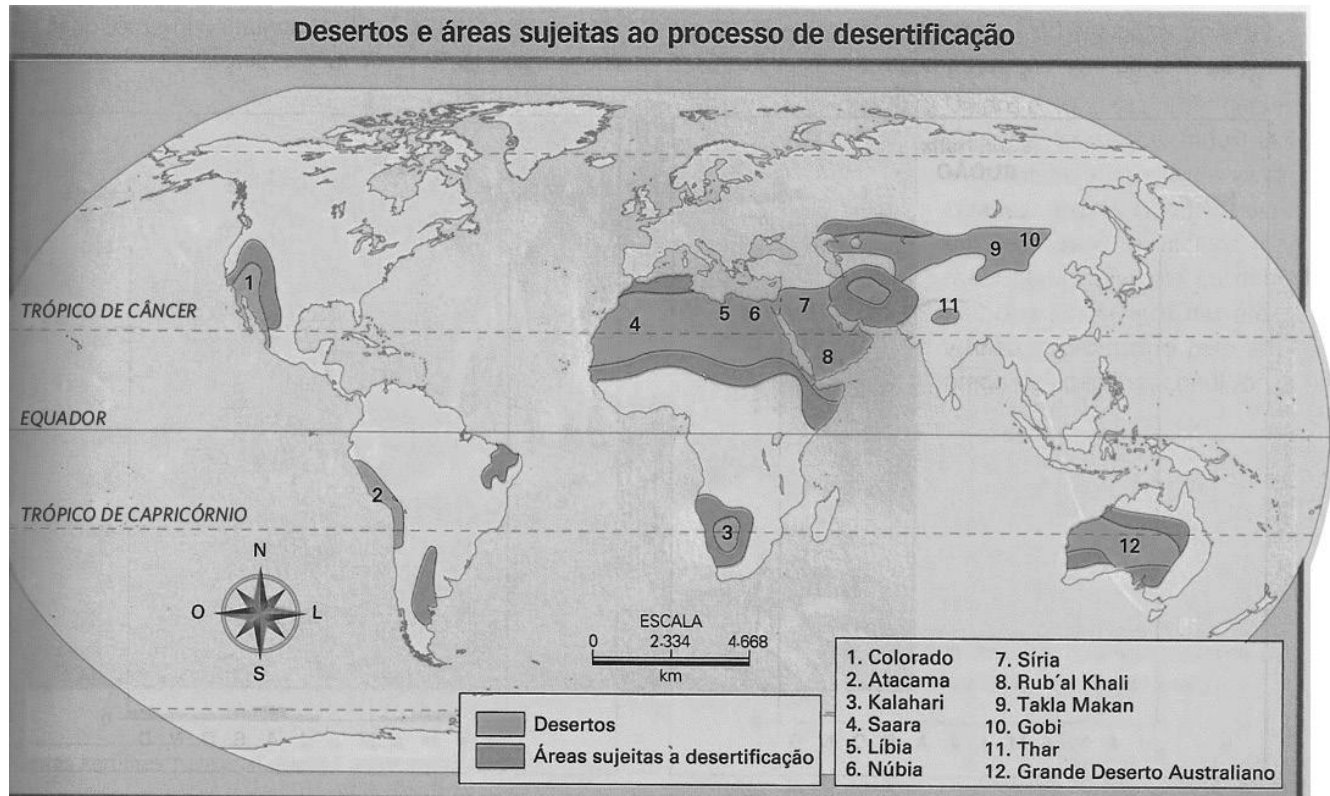 Desertos e áreas sujeitas ao processo de desertificação
1
2
3
4
5
6
7
8
9
10
11
12
TRÓPICO DE CÂNCER
EQUADOR
TRÓPICO DE CAPRICÓRNIO
N
O
L
S
ESCALA
0 2.334 4.668
km
Desertos
Áreas sujeitas a desertificação
1. Colorado
2. Atacama
3. Kalahari
4. Saara
5. Líbia
6. Núbia
7. Síria
8. Rub´al Khali
9. Takla Makan
10. Gobi
11. Thar
12. Grande Deserto Australiano